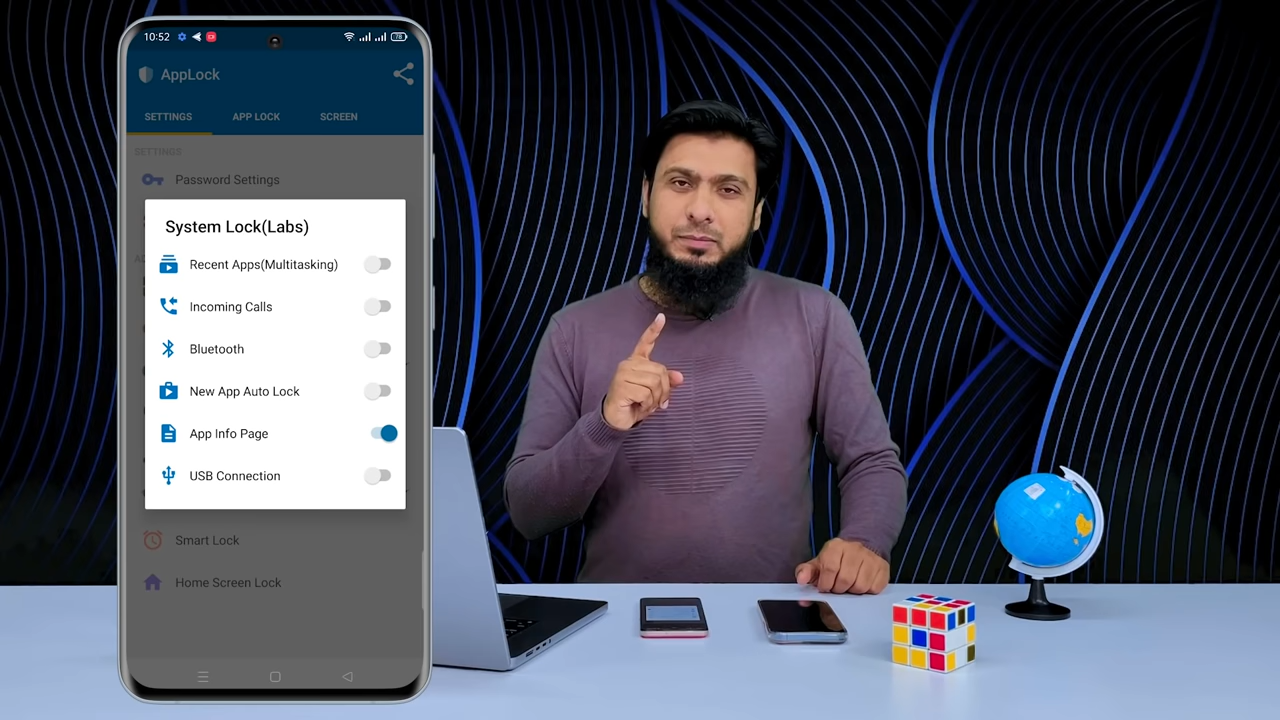 10:52
78
AppLock
SETTINGS
APP LOCK
SCREEN
SETTINGS
Password Settings
System Lock(Labs)
Recent Apps(Multitasking)
Incoming Calls
Bluetooth
New App Auto Lock
App Info Page
USB Connection
Smart Lock
Home Screen Lock